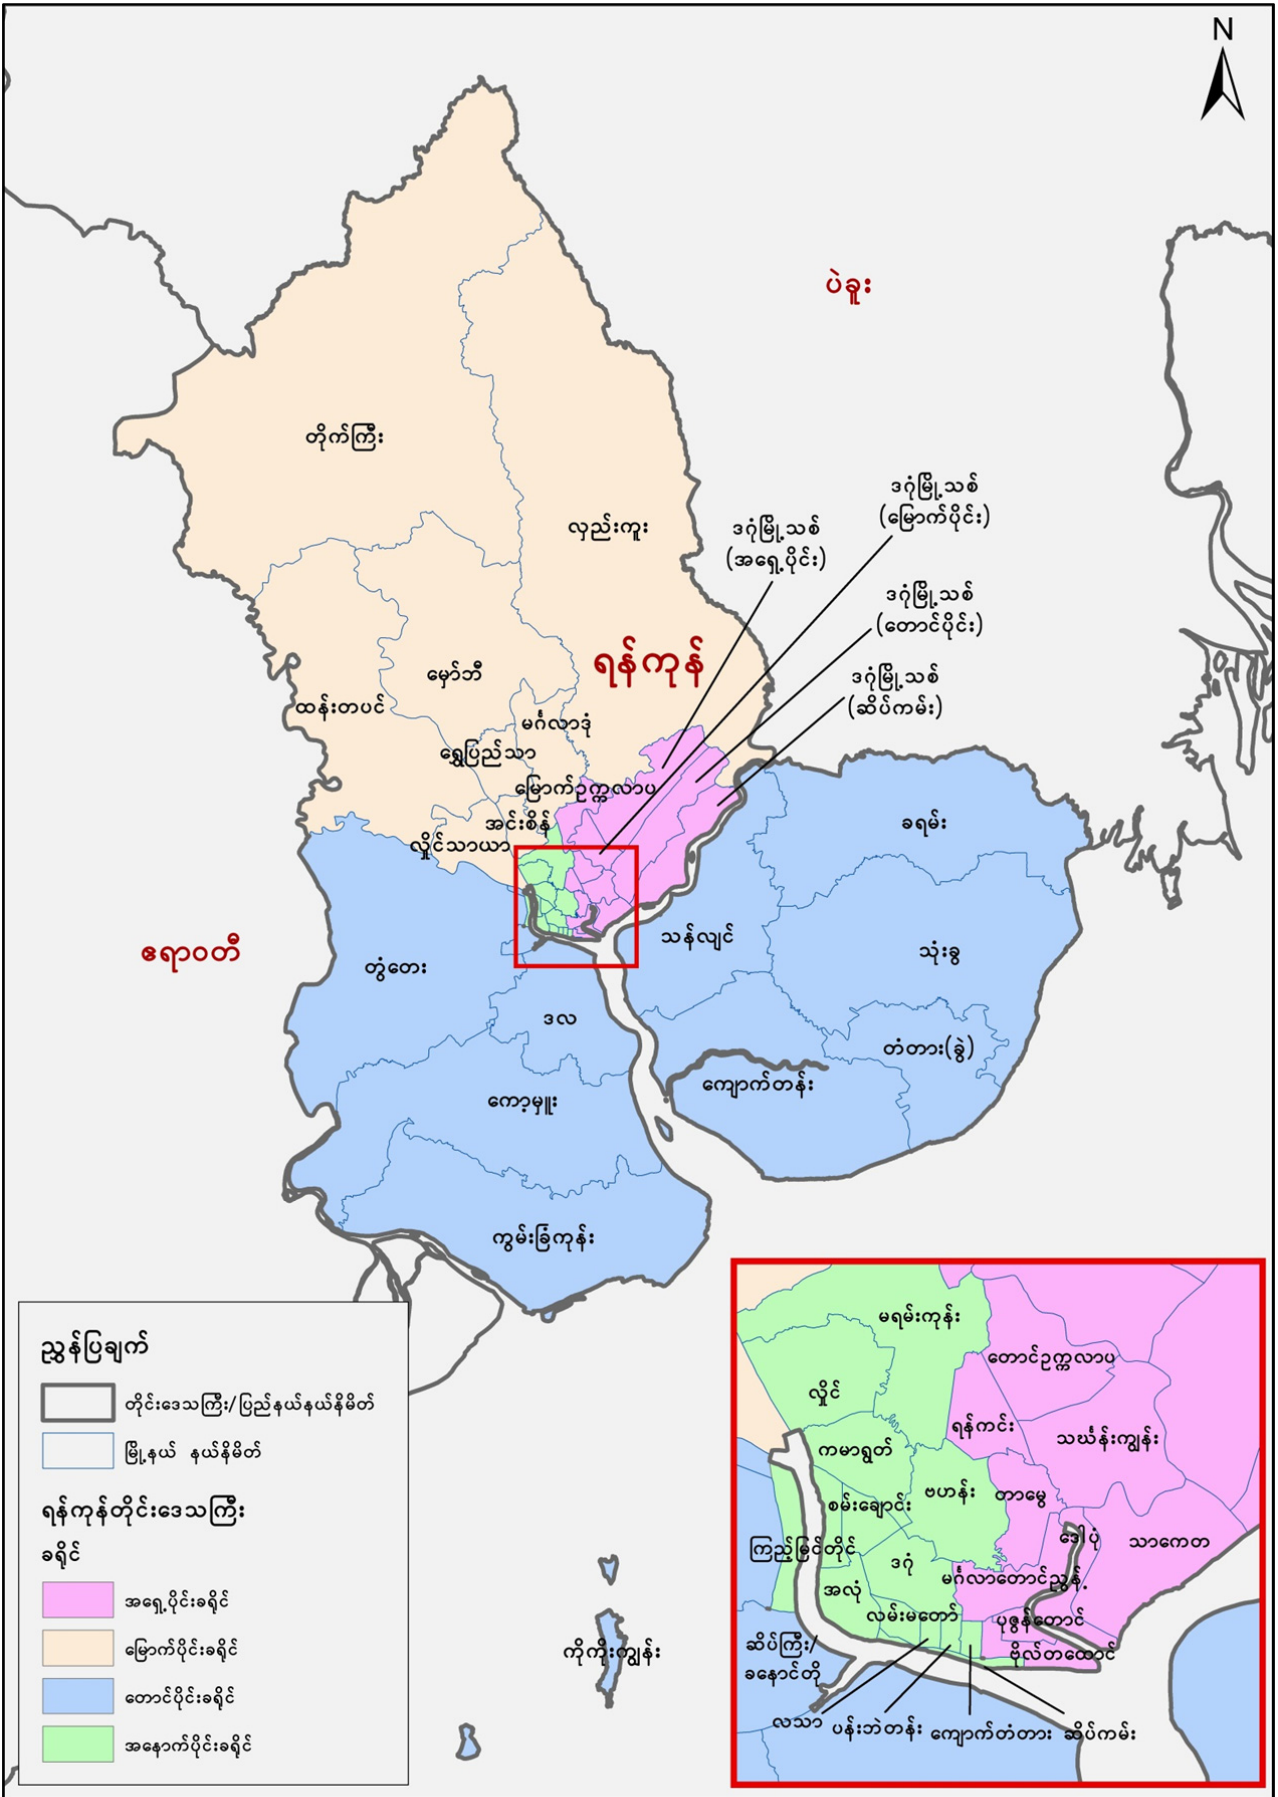 N
ပဲခူး
တိုက်ကြီး
လှည်းကူး
ဒဂုံမြို့သစ်
(မြောက်ပိုင်း)
ဒဂုံမြို့သစ်
(အရှေ့ပိုင်း)
ဒဂုံမြို့သစ်
(တောင်ပိုင်း)
ဒဂုံမြို့သစ်
(ဆိပ်ကမ်း)
ရန်ကုန်
မှော်ဘီ
ထန်းတပင်
မင်္ဂလာဒုံ
ရွှေပြည်သာ
မြောက်ဥက္ကလာပ
အင်းစိန်
လှိုင်သာယာ
ခရမ်း
သန်လျင်
သုံးခွ
ဧရာဝတီ
တွံတေး
ဒလ
တံတား(ခွဲ)
ကျောက်တန်း
ကော့မှူး
ကွမ်းခြံကုန်း
ကိုကိုးကျွန်း
ညွှန်ပြချက်
တိုင်းဒေသကြီး/ပြည်နယ်နယ်နိမိတ်
မြို့နယ် နယ်နိမိတ်
ရန်ကုန်တိုင်းဒေသကြီး
ခရိုင်
အရှေ့ပိုင်းခရိုင်
မြောက်ပိုင်းခရိုင်
တောင်ပိုင်းခရိုင်
အနောက်ပိုင်းခရိုင်
မရမ်းကုန်း
တောင်ဥက္ကလာပ
လှိုင်
ရန်ကင်း
သင်္ဃန်းကျွန်း
ကမာရွတ်
ဗဟန်း
တာမွေ
စမ်းချောင်း
ဒေါပုံ
သာကေတ
ကြည့်မြင်တိုင်
ဒဂုံ
မင်္ဂလာတောင်ညွန့်
အလုံ
လမ်းမတော်
ပုဇွန်တောင်
ဆိပ်ကြီး/
ခနောင်တို
ဗိုလ်တထောင်
လသာ
ပန်းဘဲတန်း
ကျောက်တံတား
ဆိပ်ကမ်း